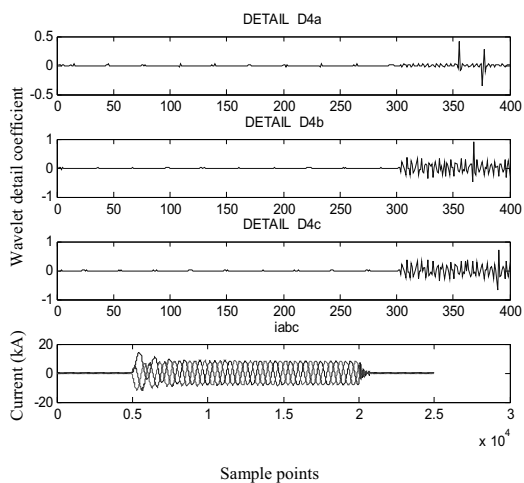 DETAIL D4a
0.5
0
-0.5
0 50 100 150 200 250 300 350 400
DETAIL D4b
1
0
-1
0 50 100 150 200 250 300 350 400
DETAIL D4c
1
0
1
0 50 100 150 200 250 300 350 400
iabc
20
0
-20
0 0.5 1 1.5 2 2.5 3
x 10^4
Wavelet detail coefficient
Current (kA)
Sample points